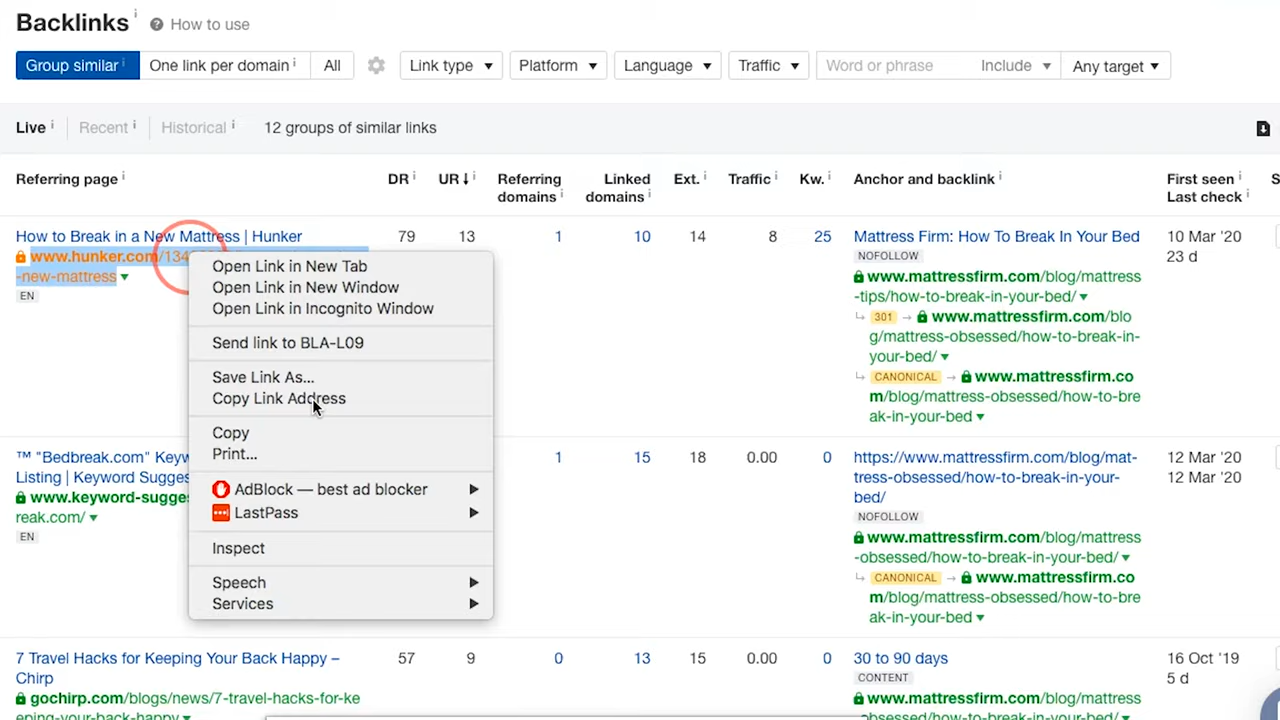 Backlinks i ? How to use
Group similar i One link per domain i All Link type Platform Language Traffic Word or phrase Include Any target
Live i Recent i Historical i 12 groups of similar links
Referring page i DR i UR i Referring domains i Linked domains i Ext. i Traffic i Kw. i Anchor and backlink i First seen i Last check i S
How to Break in a New Mattress | Hunker 79 13 1 10 14 8 25 Mattress Firm: How To Break In Your Bed 10 Mar '20
www.hunker.com/134 NOFOLLOW 23 d
-new-mattress www.mattressfirm.com/blog/mattress
EN -tips/how-to-break-in-your-bed/
301 → www.mattressfirm.com/blo
g/mattress-obsessed/how-to-break-in-
your-bed/
CANONICAL → www.mattressfirm.co
m/blog/mattress-obsessed/how-to-bre
ak-in-your-bed
Open Link in New Tab
Open Link in New Window
Open Link in Incognito Window
Send link to BLA-L09
Save Link As...
Copy Link Address
Copy
Print...
AdBlock — best ad blocker
LastPass
Inspect
Speech
Services
™ "Bedbreak.com" Keyw 1 15 18 0.00 0 https://www.mattressfirm.com/blog/mat- 12 Mar '20
Listing | Keyword Sugges tress-obsessed/how-to-break-in-your- 12 Mar '20
www.keyword-sugges bed/
reak.com/ NOFOLLOW
EN www.mattressfirm.com/blog/mattress
-obsessed/how-to-break-in-your-bed/
CANONICAL → www.mattressfirm.co
m/blog/mattress-obsessed/how-to-bre
ak-in-your-bed
7 Travel Hacks for Keeping Your Back Happy – 57 9 0 13 15 0.00 0 30 to 90 days 16 Oct '19
Chirp CONTENT 5 d
gochirp.com/blogs/news/7-travel-hacks-for-ke www.mattressfirm.com/blog/mattress
eping-your-back-happy -obsessed/how-to-break-in-your-bed/